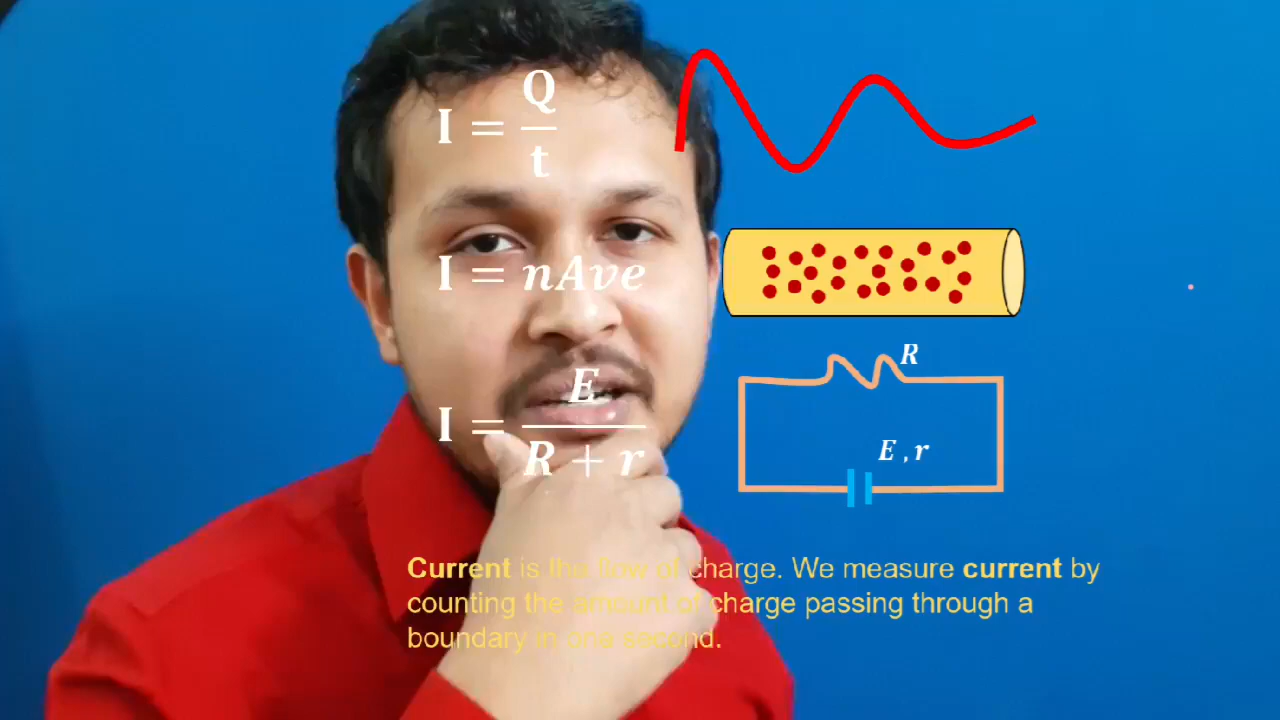 I = Q/t
I = nAve
R
I = E/(R + r)
E , r
Current is the flow of charge. We measure current by
counting the amount of charge passing through a
boundary in one second.